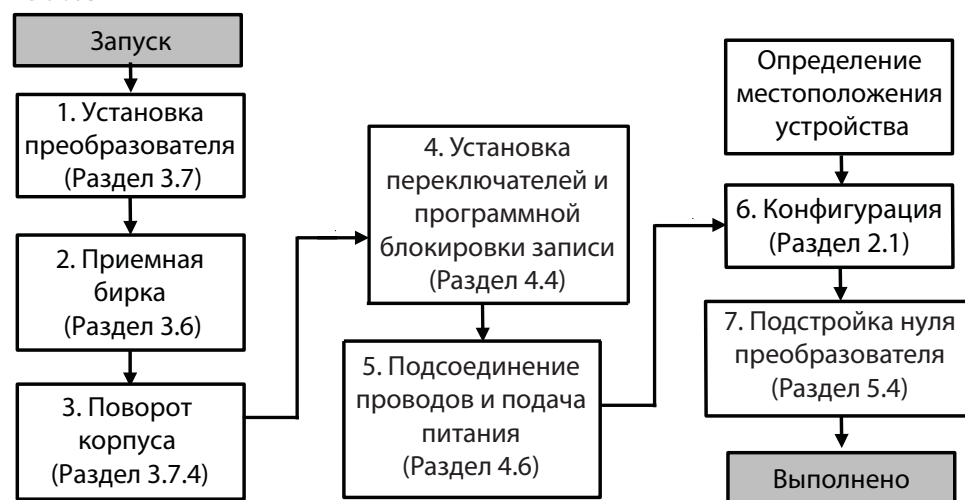 Запуск
1. Установка
преобразователя
(Раздел 3.7)
2. Приемная
бирка
(Раздел 3.6)
3. Поворот
корпуса
(Раздел 3.7.4)
4. Установка
переключателей и
программной
блокировки записи
(Раздел 4.4)
5. Подсоединение
проводов и подача
питания
(Раздел 4.6)
Определение
местоположения
устройства
6. Конфигурация
(Раздел 2.1)
7. Подстройка нуля
преобразователя
(Раздел 5.4)
Выполнено